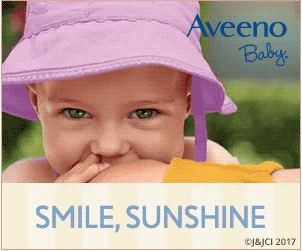 Aveeno
Baby®
SMILE, SUNSHINE
©J&JCI 2017